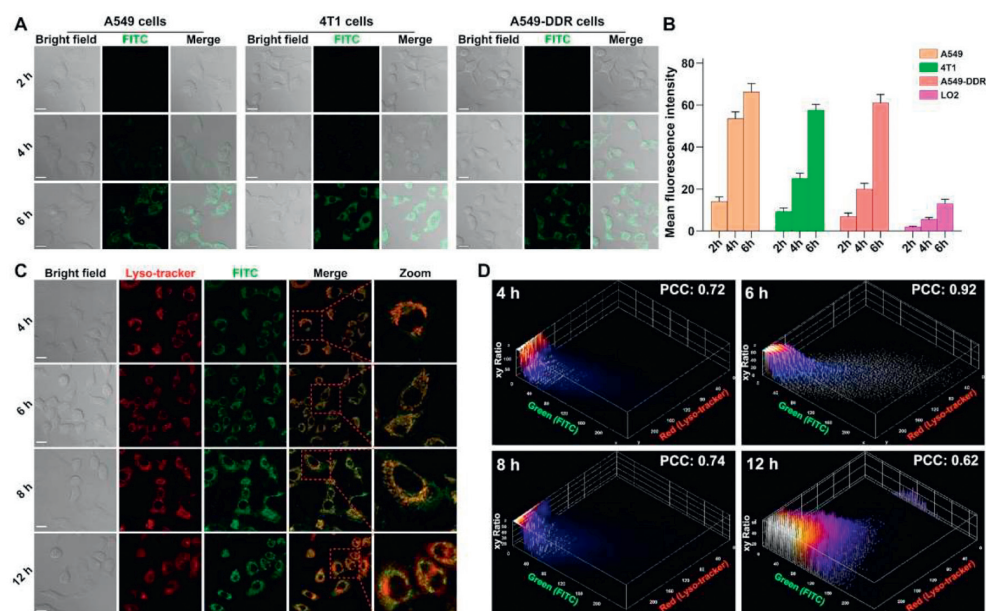 A
A549 cells
4T1 cells
A549-DDR cells
Bright field FITC Merge
Bright field FITC Merge
Bright field FITC Merge
2 h
4 h
6 h
B
Mean fluorescence intensity
80
60
40
20
0
2h 4h 6h
2h 4h 6h
2h 4h 6h
2h 4h 6h
A549
4T1
A549-DDR
LO2
C
Bright field Lyso-tracker FITC Merge Zoom
4 h
6 h
8 h
12 h
D
4 h
PCC: 0.72
xy Ratio
Green (FITC)
Red (Lyso-tracker)
6 h
PCC: 0.92
xy Ratio
Green (FITC)
Red (Lyso-tracker)
8 h
PCC: 0.74
xy Ratio
Green (FITC)
Red (Lyso-tracker)
12 h
PCC: 0.62
xy Ratio
Green (FITC)
Red (Lyso-tracker)